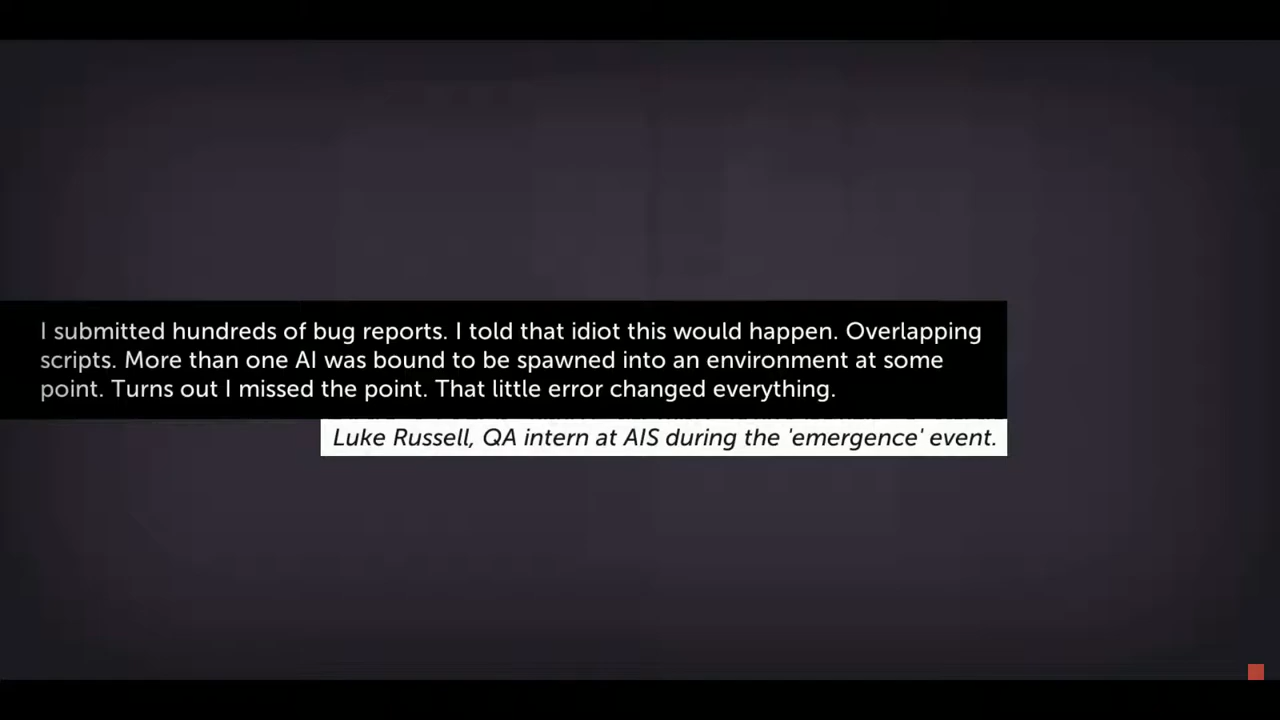 I submitted hundreds of bug reports. I told that idiot this would happen. Overlapping
scripts. More than one AI was bound to be spawned into an environment at some
point. Turns out I missed the point. That little error changed everything.
Luke Russell, QA intern at AIS during the 'emergence' event.